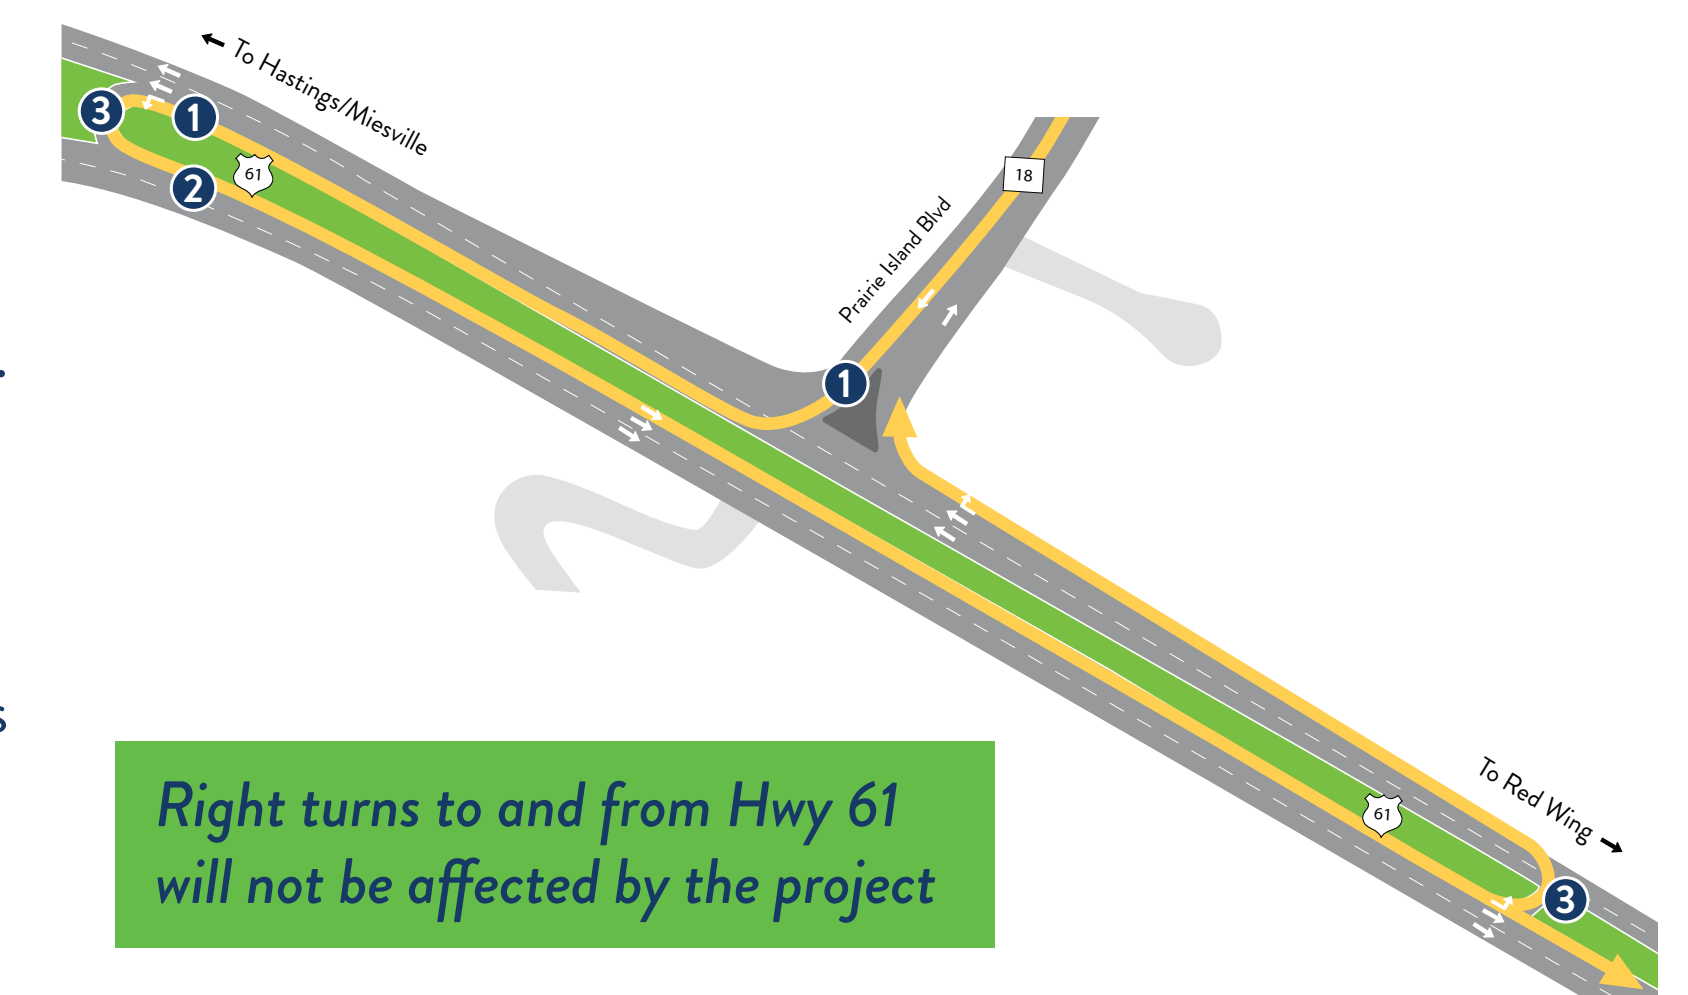 To Hastings/Miesville
3
1
61
2
18
Prairie Island Blvd
1
.
s
To Red Wing
61
3
Right turns to and from Hwy 61
will not be affected by the project